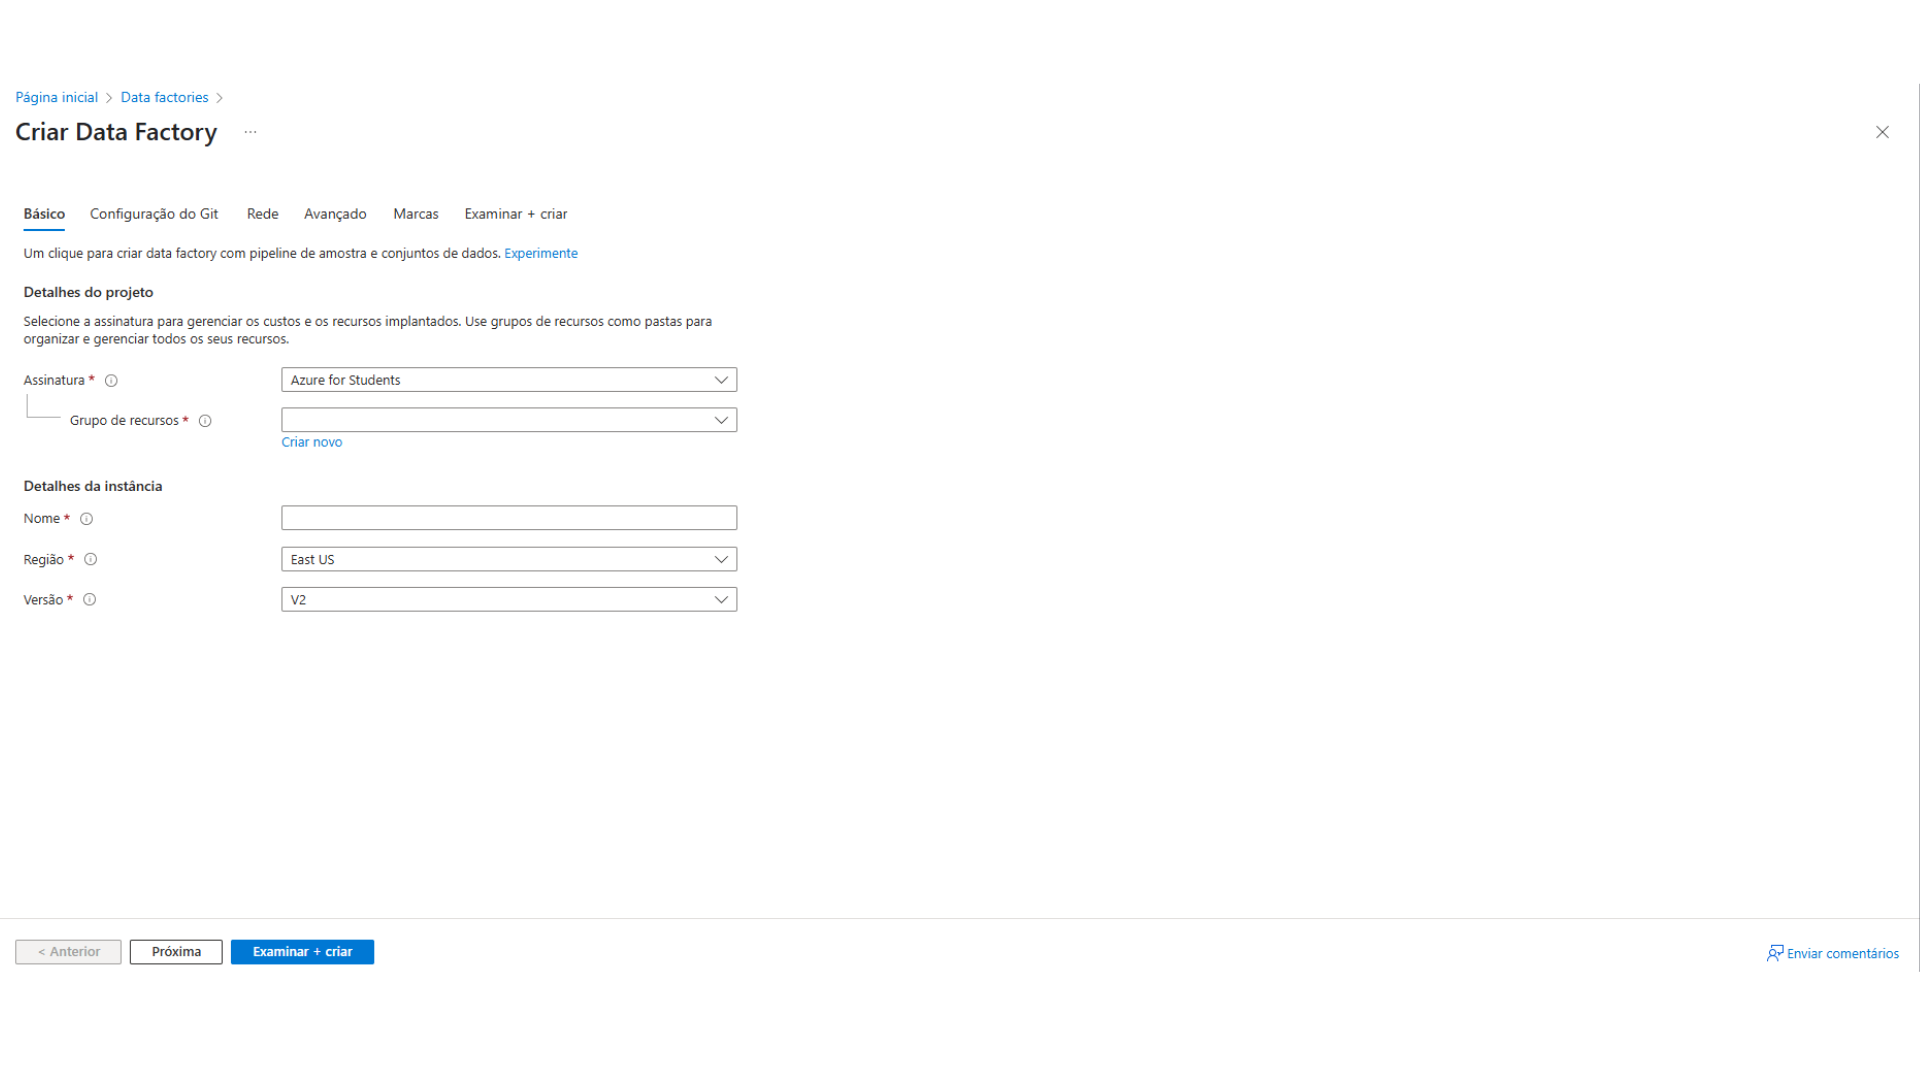 Página inicial > Data factories >
Criar Data Factory ...
Básico Configuração do Git Rede Avançado Marcas Examinar + criar
Um clique para criar data factory com pipeline de amostra e conjuntos de dados. Experimente
Detalhes do projeto
Selecione a assinatura para gerenciar os custos e os recursos implantados. Use grupos de recursos como pastas para
organizar e gerenciar todos os seus recursos.
Assinatura * Azure for Students
Grupo de recursos *
Criar novo
Detalhes da instância
Nome *
Região * East US
Versão * V2
< Anterior Próxima Examinar + criar Enviar comentários